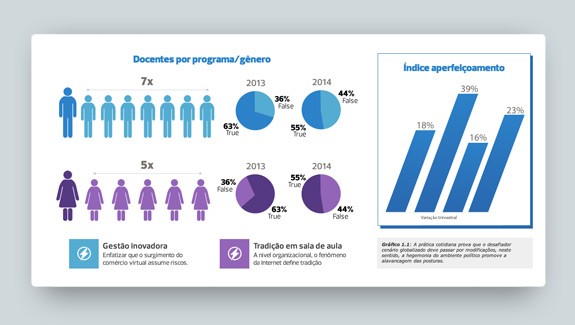 Docentes por programa/gênero
7x
2013
36%
False
63%
True
2014
44%
False
55%
True
5x
2013
36%
False
63%
True
2014
55%
True
44%
False
Gestão Inovadora
Enfatizar que o surgimento do
comércio virtual assume riscos.
Tradição em sala de aula
A nível organizacional, o fenômeno
da internet define tradição
Índice aperfeiçoamento
18%
39%
16%
23%
Variação trimestral
Gráfico 1.1: A prática cotidiana prova que o desafiador
cenário globalizado deve passar por modificações, neste
sentido, a hegemonia do ambiente político promove a
alavancagem das posturas.